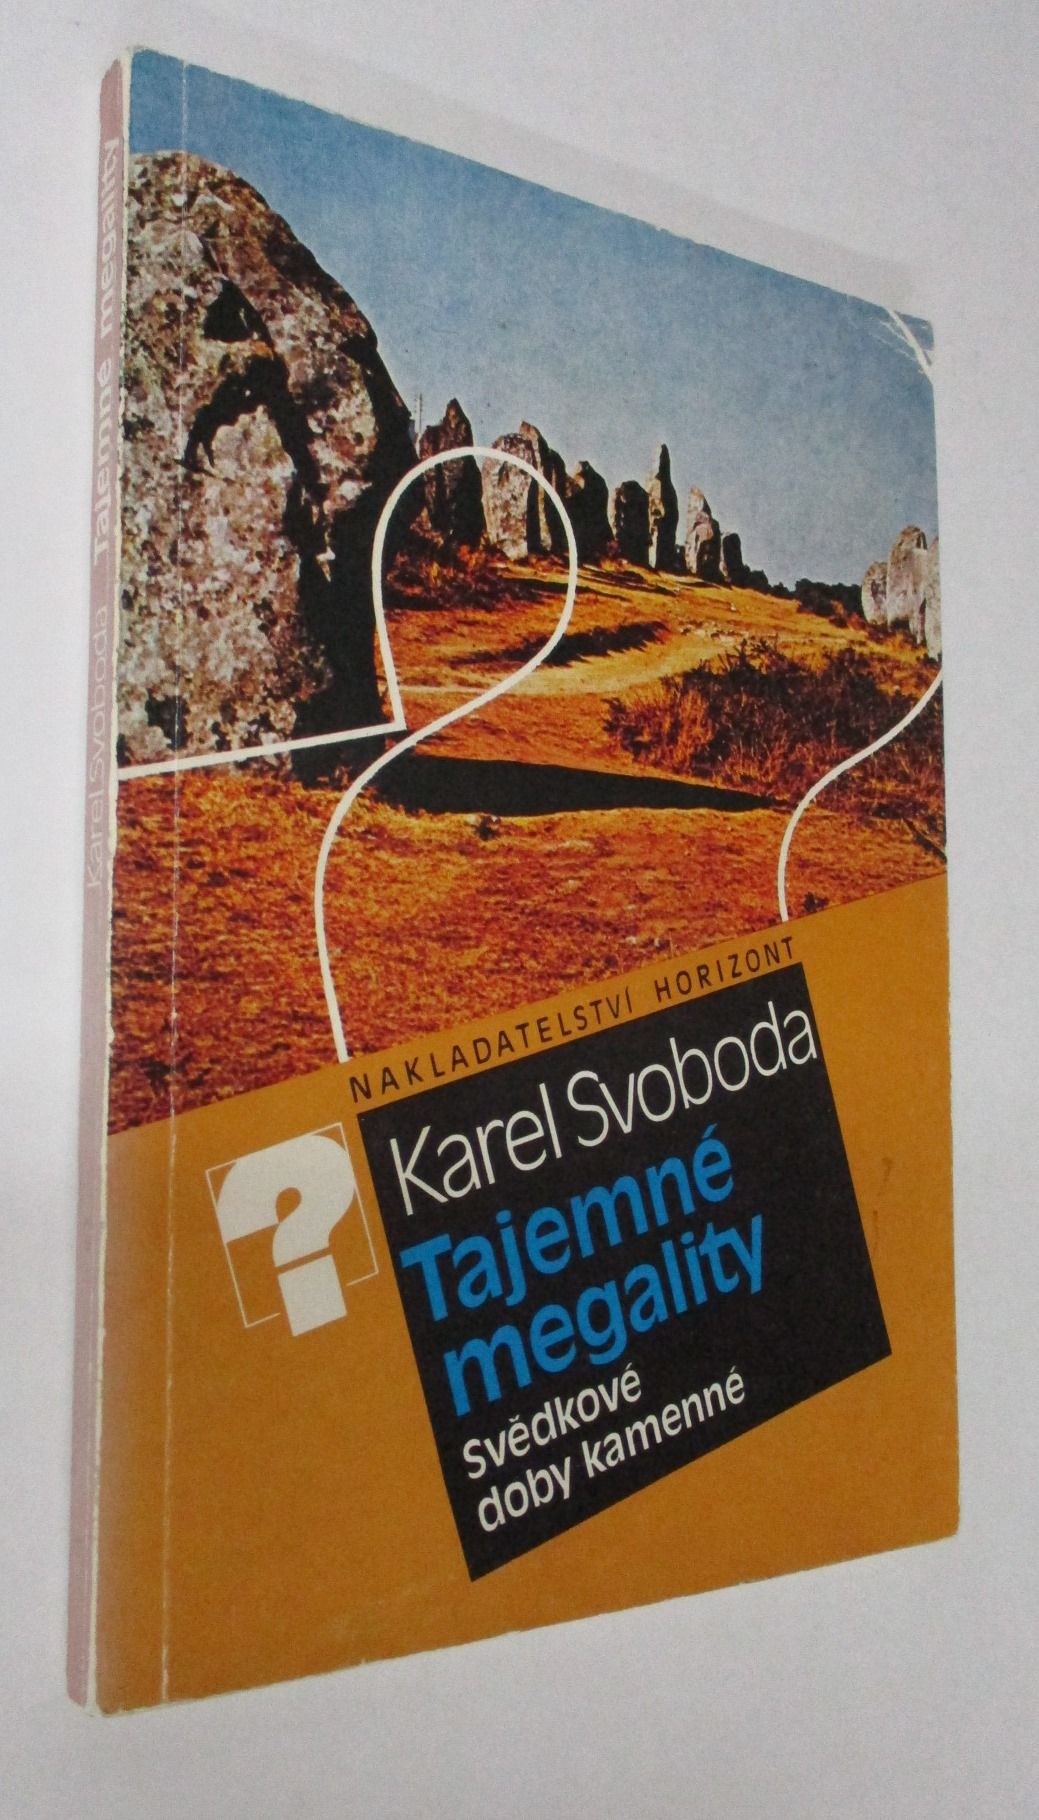 Karel Svoboda Tajemné megality
NAKLADATELSTVÍ HORIZONT
?
Karel Svoboda
Tajemné
megality
svědkové
doby kamenné